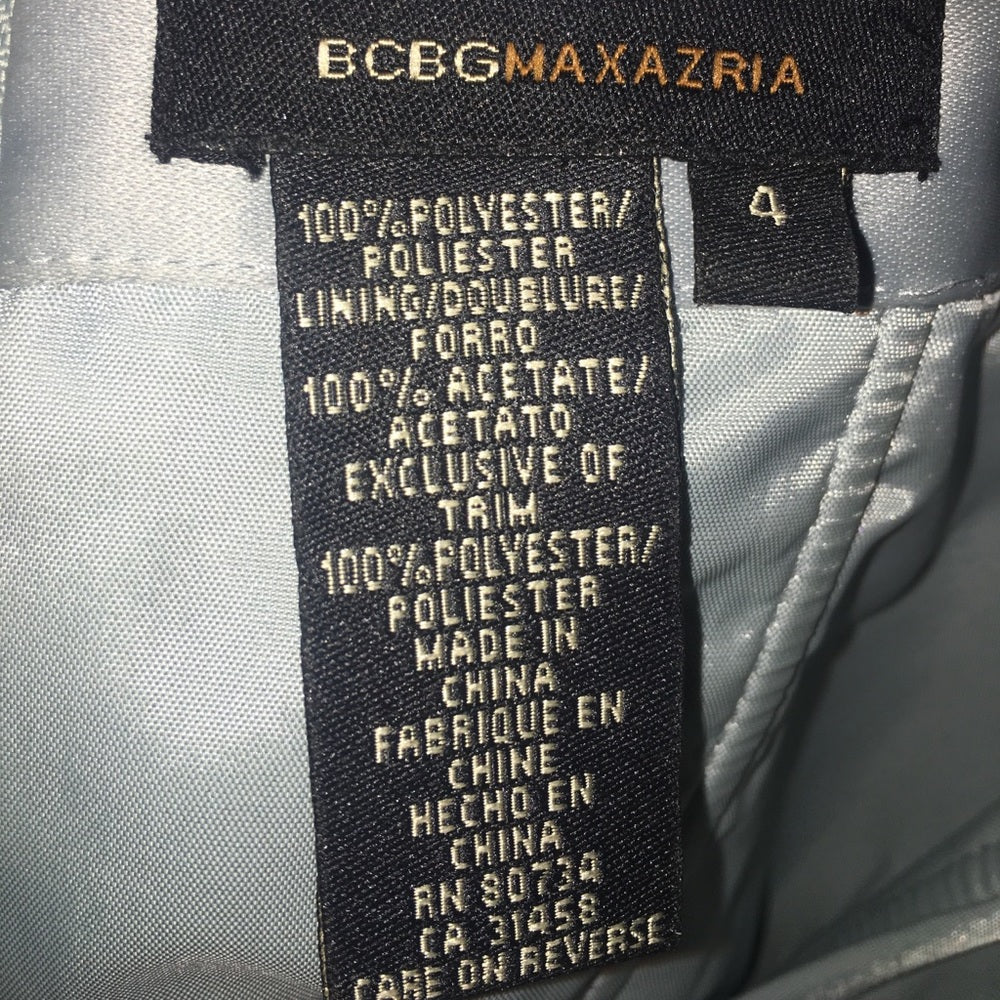 BCBGMAXAZRIA
4
100% POLYESTER/
POLIESTER
LINING/DOUBLURE/
FORRO
100% ACETATE/
ACETATO
EXCLUSIVE OF
TRIM
100% POLYESTER/
POLIESTER
MADE IN
CHINA
FABRIQUE EN
CHINE
HECHO EN
CHINA
RN 80734
CA 31458
CARE ON REVERSE